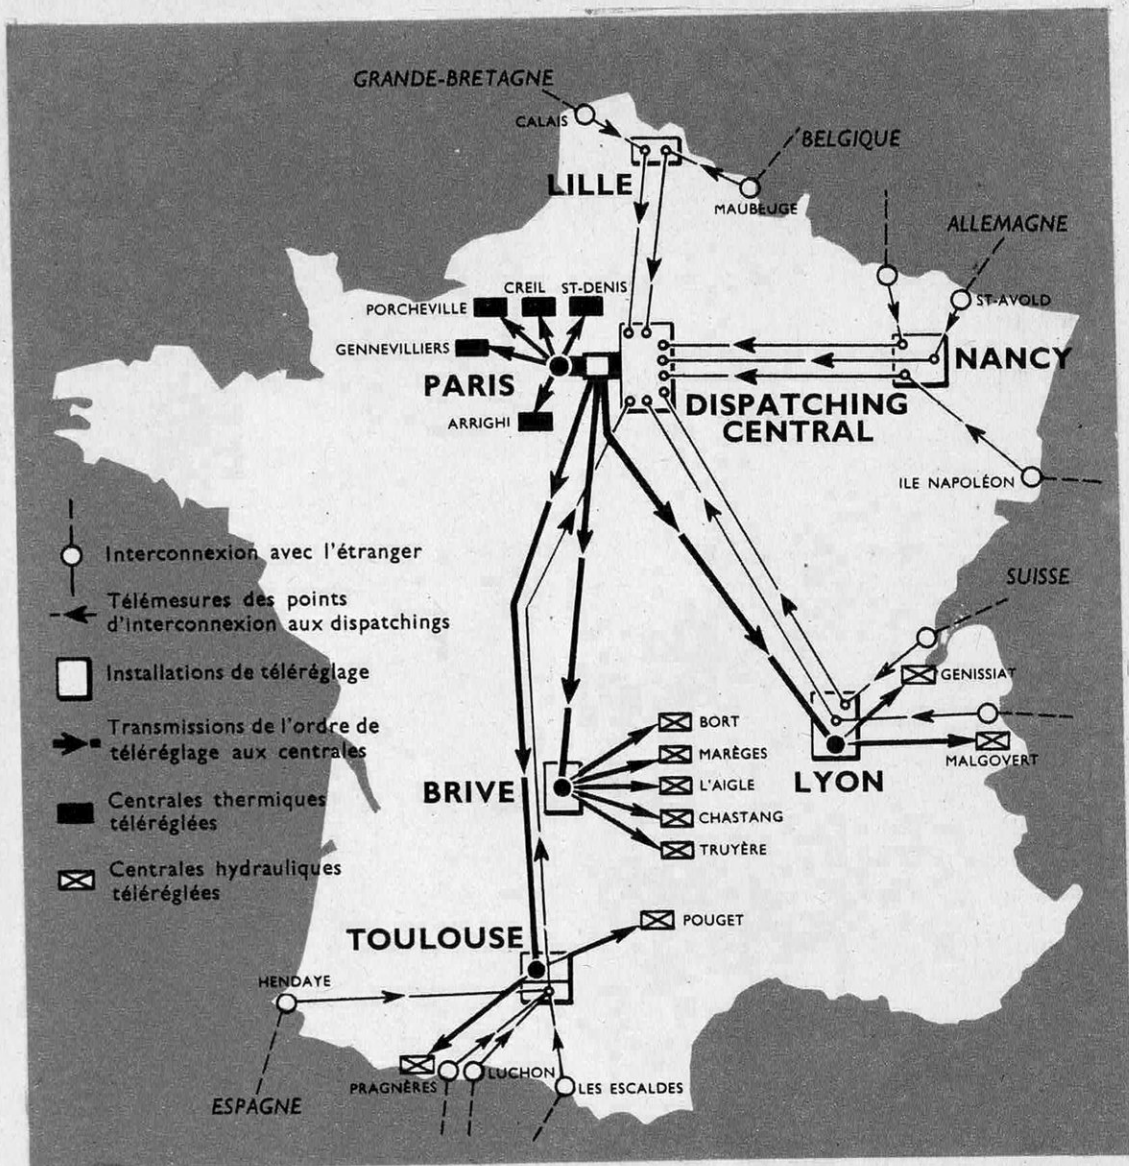 GRANDE-BRETAGNE
CALAIS
BELGIQUE
LILLE
MAUBEUGE
ALLEMAGNE
ST-AVOLD
CREIL
ST-DENIS
PORCHEVILLE
GENNEVILLIERS
PARIS
NANCY
ARRIGHI
DISPATCHING
CENTRAL
ILE NAPOLÉON
Interconnexion avec l'étranger
Télémesures des points
d'interconnexion aux dispatchings
Installations de téléréglage
Transmissions de l'ordre de
téléréglage aux centrales
Centrales thermiques
téléréglées
Centrales hydrauliques
téléréglées
SUISSE
GENISSIAT
MALGOVERT
LYON
BORT
MARÈGES
L'AIGLE
CHASTANG
TRUYÈRE
BRIVE
POUGET
TOULOUSE
HENDAYE
PRAGNÈRES
LUCHON
LES ESCALDES
ESPAGNE